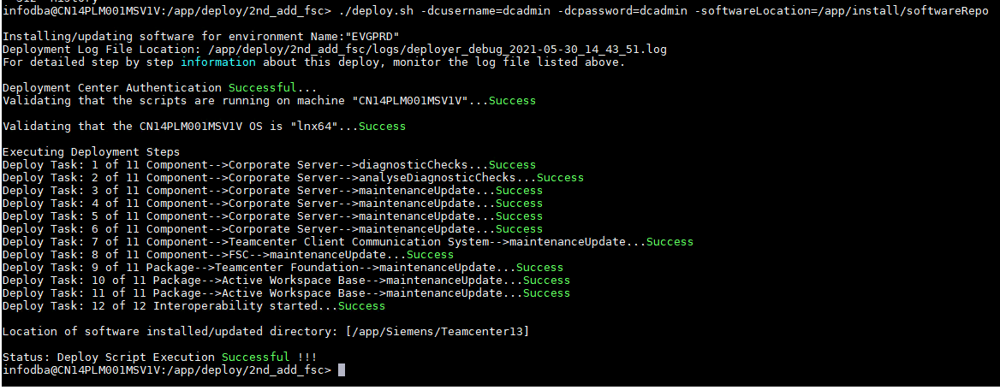 infodba@CN14PLM001MSV1V:/app/deploy/2nd_add_fsc> ./deploy.sh -dcusername=dcadmin -dcpassword=dcadmin -softwareLocation=/app/install/softwareRepo
Installing/updating software for environment Name:"EVGPRD"
Deployment Log File Location: /app/deploy/2nd_add_fsc/logs/deployer_debug_2021-05-30_14_43_51.log
For detailed step by step information about this deploy, monitor the log file listed above.
Deployment Center Authentication Successful...
Validating that the scripts are running on machine "CN14PLM001MSV1V"...Success
Validating that the CN14PLM001MSV1V OS is "lnx64"...Success
Executing Deployment Steps
Deploy Task: 1 of 11 Component-->Corporate Server-->diagnosticChecks...Success
Deploy Task: 2 of 11 Component-->Corporate Server-->analyseDiagnosticChecks...Success
Deploy Task: 3 of 11 Component-->Corporate Server-->maintenanceUpdate...Success
Deploy Task: 4 of 11 Component-->Corporate Server-->maintenanceUpdate...Success
Deploy Task: 5 of 11 Component-->Corporate Server-->maintenanceUpdate...Success
Deploy Task: 6 of 11 Component-->Corporate Server-->maintenanceUpdate...Success
Deploy Task: 7 of 11 Component-->Teamcenter Client Communication System-->maintenanceUpdate...Success
Deploy Task: 8 of 11 Component-->FSC-->maintenanceUpdate...Success
Deploy Task: 9 of 11 Package-->Teamcenter Foundation-->maintenanceUpdate...Success
Deploy Task: 10 of 11 Package-->Active Workspace Base-->maintenanceUpdate...Success
Deploy Task: 11 of 11 Package-->Active Workspace Base-->maintenanceUpdate...Success
Deploy Task: 12 of 12 Interoperability started...Success
Location of software installed/updated directory: [/app/Siemens/Teamcenter13]
Status: Deploy Script Execution Successful !!!
infodba@CN14PLM001MSV1V:/app/deploy/2nd_add_fsc>